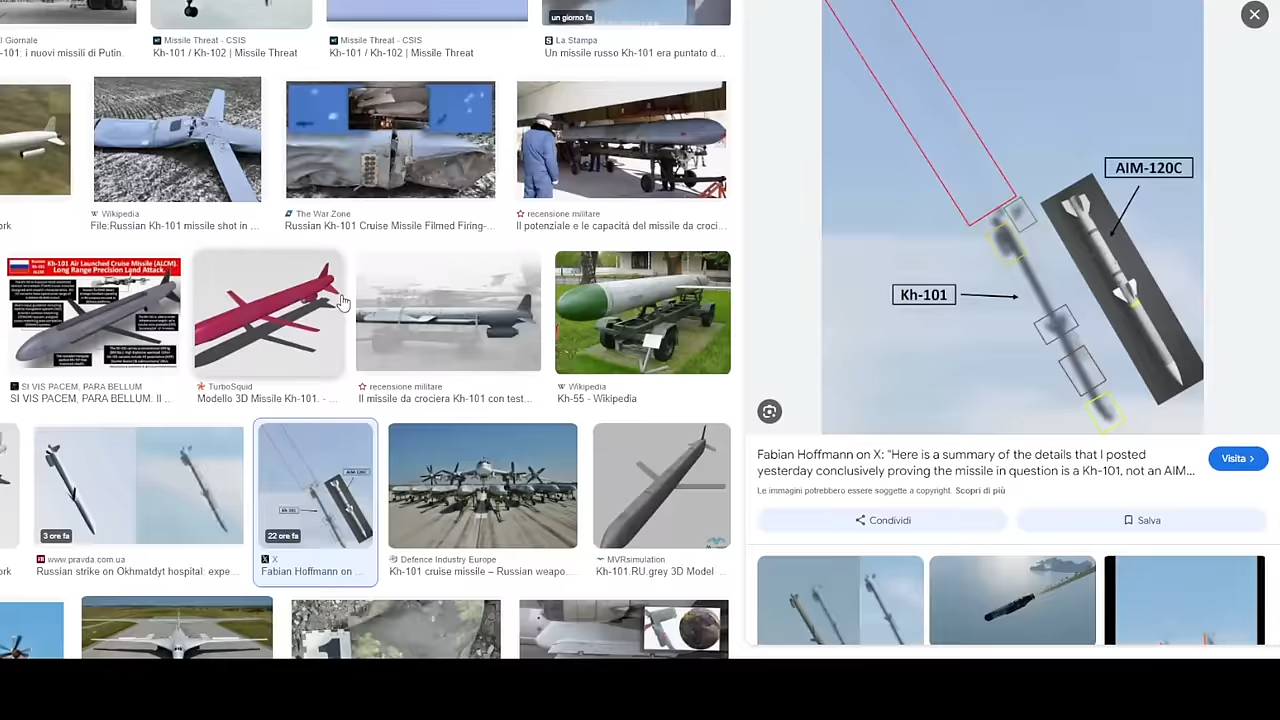 un giorno fa
l Giornale
-101: i nuovi missili di Putin.
Missile Threat - CSIS
Kh-101 / Kh-102 | Missile Threat
Missile Threat - CSIS
Kh-101 / Kh-102 | Missile Threat
La Stampa
Un missile russo Kh-101 era puntato d...
ork
Wikipedia
File:Russian Kh-101 missile shot in ...
The War Zone
Russian Kh-101 Cruise Missile Filmed Firing-...
recensione militare
Il potenziale e le capacità del missile da croci...
Kh-101 Air Launched Cruise Missile (ALCM).
Long Range Precision Land Attack.
SI VIS PACEM, PARA BELLUM
SI VIS PACEM, PARA BELLUM. Il ...
TurboSquid
Modello 3D Missile Kh-101. - ...
recensione militare
Il missile da crociera Kh-101 con test...
Wikipedia
Kh-55 - Wikipedia
ork
3 ore fa
www.pravda.com.ua
Russian strike on Okhmatdyt hospital: expe...
22 ore fa
X
Fabian Hoffmann on ...
Defence Industry Europe
Kh-101 cruise missile – Russian weapo...
MVRsimulation
Kh-101.RU.grey 3D Model ...
AIM-120C
Kh-101
Fabian Hoffmann on X: "Here is a summary of the details that I posted
yesterday conclusively proving the missile in question is a Kh-101, not an AIM...
Visita
Le immagini potrebbero essere soggette a copyright. Scopri di più
Condividi
Salva